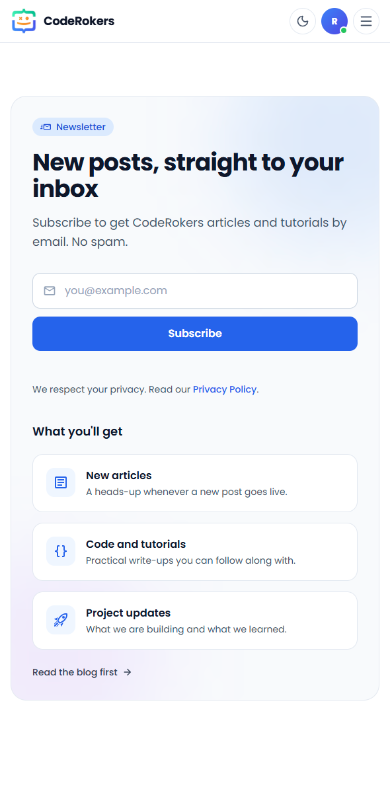 CodeRokers
R
Newsletter
New posts, straight to your
inbox
Subscribe to get CodeRokers articles and tutorials by
email. No spam.
you@example.com
Subscribe
We respect your privacy. Read our Privacy Policy.
What you'll get
New articles
A heads-up whenever a new post goes live.
{ }
Code and tutorials
Practical write-ups you can follow along with.
Project updates
What we are building and what we learned.
Read the blog first →